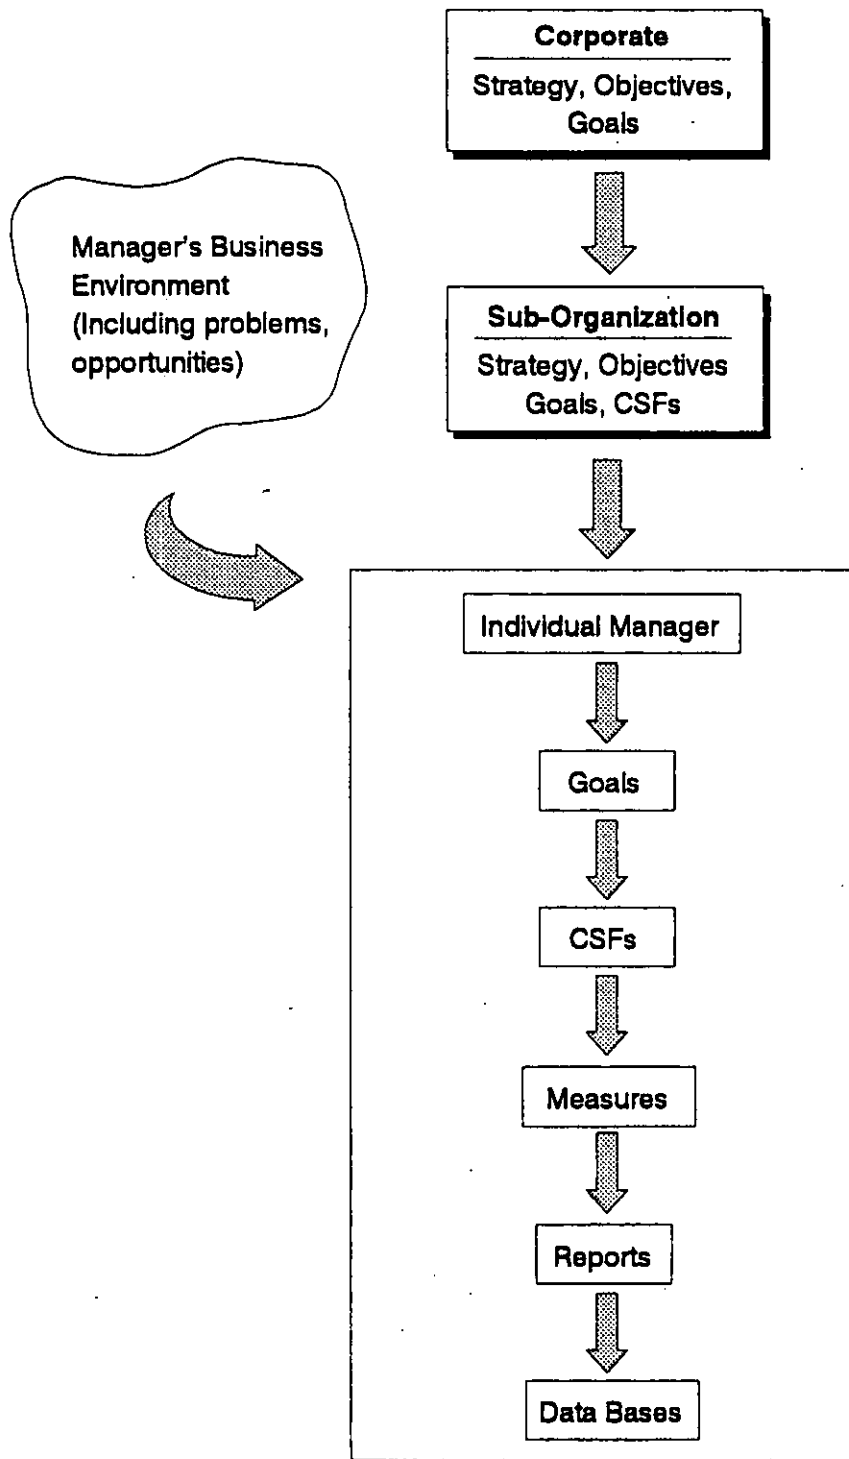 Corporate
Strategy, Objectives,
Goals
Manager's Business
Environment
(Including problems,
opportunities)
Sub-Organization
Strategy, Objectives
Goals, CSFs
Individual Manager
Goals
CSFs
Measures
Reports
Data Bases